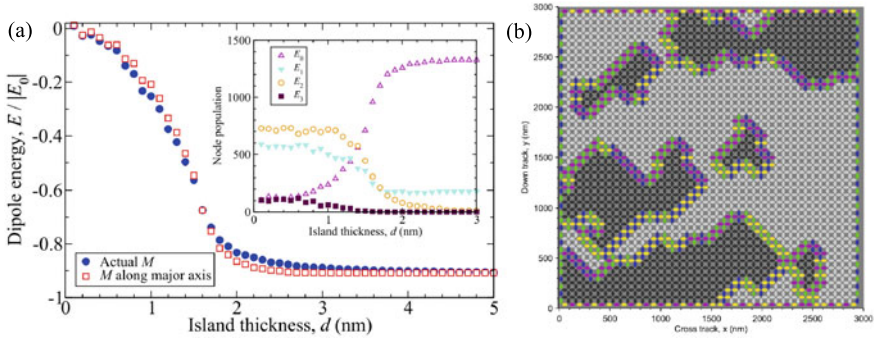 (a)
0
-0.2
-0.4
-0.6
-0.8
-1
Dipole energy, E / |E0|
0 1 2 3 4 5
Island thickness, d (nm)
Actual M
M along major axis
1500
1000
500
0
Node population
E0
E1
E2
E3
0 1 2 3
Island thickness, d (nm)
(b)
3000
2500
2000
1500
1000
500
0
Down track, y (nm)
0 500 1000 1500 2000 2500 3000
Cross track, x (nm)